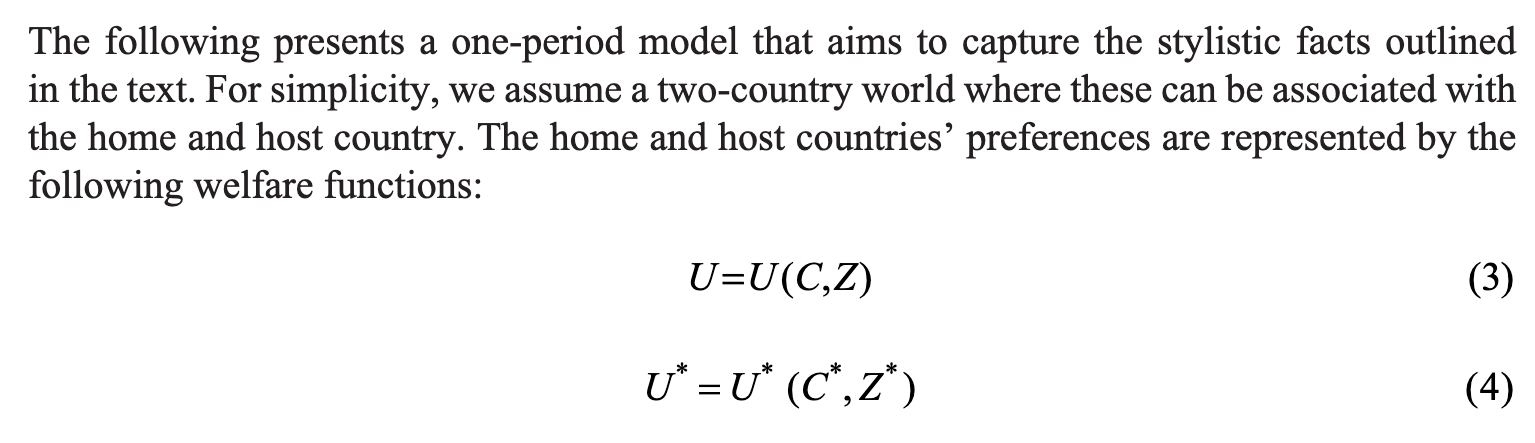 The following presents a one-period model that aims to capture the stylistic facts outlined
in the text. For simplicity, we assume a two-country world where these can be associated with
the home and host country. The home and host countries’ preferences are represented by the
following welfare functions:
U=U(C,Z) (3)
U* = U* (C*,Z*) (4)